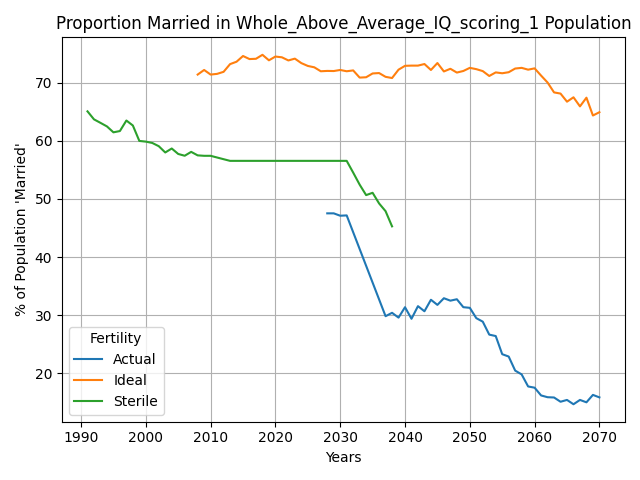 Proportion Married in Whole_Above_Average_IQ_scoring_1 Population
% of Population 'Married'
70
60
50
40
30
20
Fertility
Actual
Ideal
Sterile
1990 2000 2010 2020 2030 2040 2050 2060 2070
Years